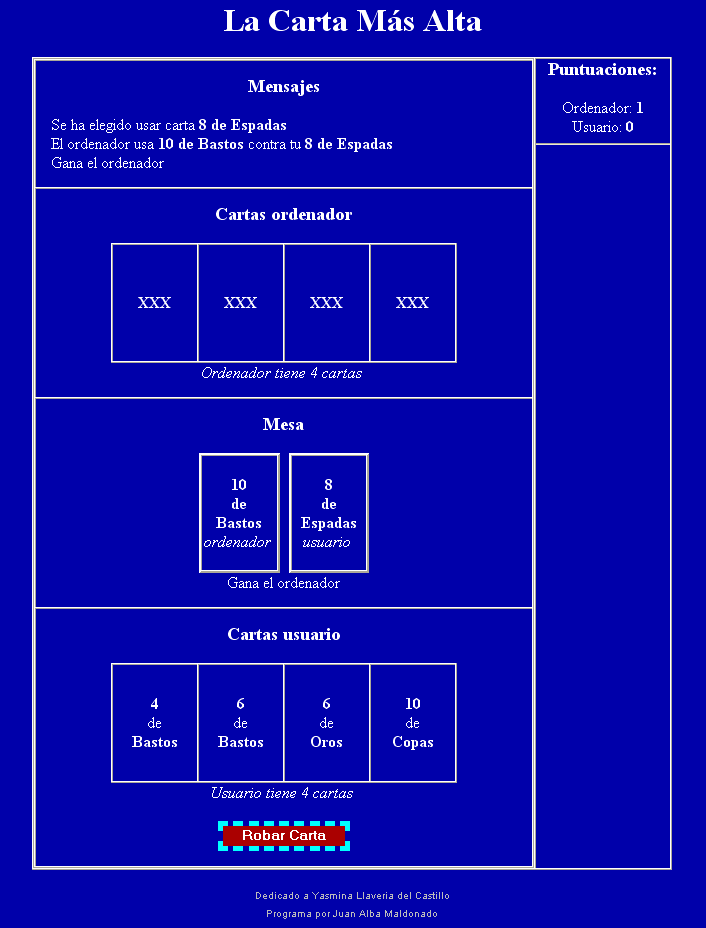 La Carta Más Alta
Mensajes
Se ha elegido usar carta 8 de Espadas
El ordenador usa 10 de Bastos contra tu 8 de Espadas
Gana el ordenador
Puntuaciones:
Ordenador: 1
Usuario: 0
Cartas ordenador
XXX XXX XXX XXX
Ordenador tiene 4 cartas
Mesa
10
de
Bastos
ordenador
8
de
Espadas
usuario
Gana el ordenador
Cartas usuario
4
de
Bastos
6
de
Bastos
6
de
Oros
10
de
Copas
Usuario tiene 4 cartas
Robar Carta
Dedicado a Yasmina Llaveria del Castillo
Programa por Juan Alba Maldonado